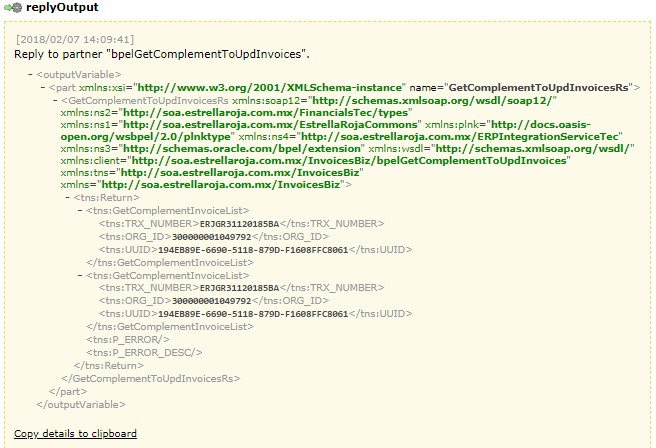 replyOutput
[2018/02/07 14:09:41]
Reply to partner "bpelGetComplementToUpdInvoices".
- <outputVariable>
- <part xmlns:xsi="http://www.w3.org/2001/XMLSchema-instance" name="GetComplementToUpdInvoicesRs">
- <GetComplementToUpdInvoicesRs xmlns:soap12="http://schemas.xmlsoap.org/wsdl/soap12/"
xmlns:ns2="http://soa.estrellaroja.com.mx/FinancialsTec/types"
xmlns:ns1="http://soa.estrellaroja.com.mx/EstrellaRojaCommons" xmlns:plnk="http://docs.oasis-
open.org/wsbpel/2.0/plnktype" xmlns:ns4="http://soa.estrellaroja.com.mx/ERPIntegrationServiceTec"
xmlns:ns3="http://schemas.oracle.com/bpel/extension" xmlns:wsdl="http://schemas.xmlsoap.org/wsdl/"
xmlns:client="http://soa.estrellaroja.com.mx/InvoicesBiz/bpelGetComplementToUpdInvoices"
xmlns:tns="http://soa.estrellaroja.com.mx/InvoicesBiz"
xmlns="http://soa.estrellaroja.com.mx/InvoicesBiz">
- <tns:Return>
- <tns:GetComplementInvoiceList>
<tns:TRX_NUMBER>ERJGR31120185BA</tns:TRX_NUMBER>
<tns:ORG_ID>300000001049792</tns:ORG_ID>
<tns:UUID>194EB89E-6690-5118-879D-F1608FFC8061</tns:UUID>
</tns:GetComplementInvoiceList>
- <tns:GetComplementInvoiceList>
<tns:TRX_NUMBER>ERJGR31120185BA</tns:TRX_NUMBER>
<tns:ORG_ID>300000001049792</tns:ORG_ID>
<tns:UUID>194EB89E-6690-5118-879D-F1608FFC8061</tns:UUID>
</tns:GetComplementInvoiceList>
<tns:P_ERROR/>
<tns:P_ERROR_DESC/>
</tns:Return>
</GetComplementToUpdInvoicesRs>
</part>
</outputVariable>
Copy details to clipboard